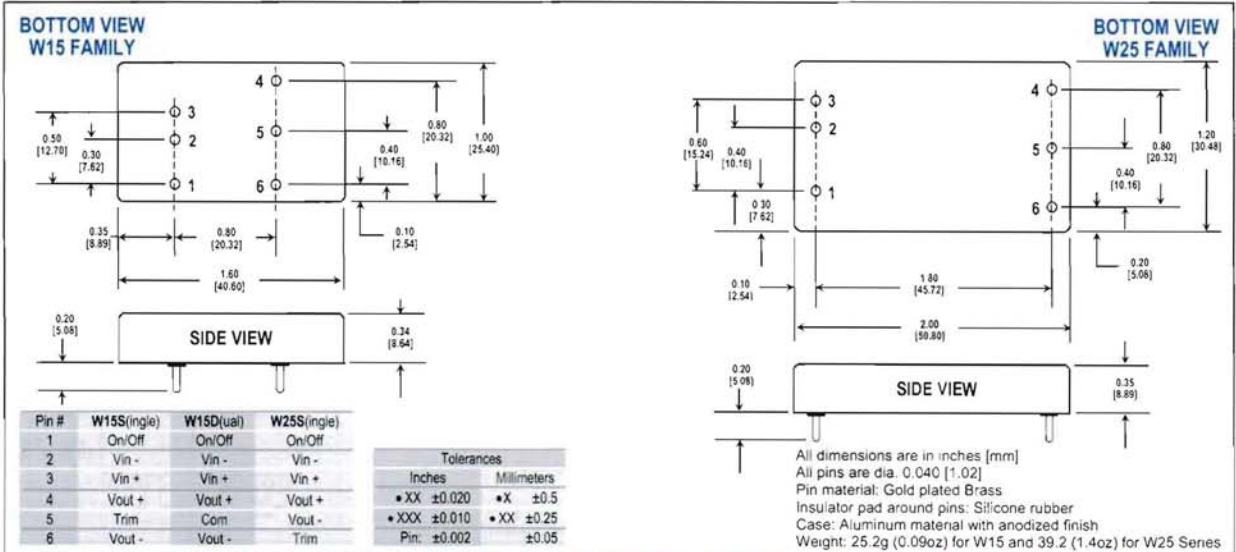 BOTTOM VIEW
W15 FAMILY
4
3
2
5
1
6
0.50
[12.70]
0.30
[7.62]
0.80
[20.32]
0.40
[10.16]
1.00
[25.40]
0.35
[8.89]
0.80
[20.32]
0.10
[2.54]
1.60
[40.60]
0.20
[5.08]
SIDE VIEW
0.34
[8.64]
BOTTOM VIEW
W25 FAMILY
3
4
2
5
1
6
0.60
[15.24]
0.40
[10.16]
0.30
[7.62]
0.80
[20.32]
0.40
[10.16]
1.20
[30.48]
0.10
[2.54]
1.80
[45.72]
0.20
[5.08]
2.00
[50.80]
0.20
[5.08]
SIDE VIEW
0.35
[8.89]
Pin # W15S(ingle) W15D(ual) W25S(ingle)
1 On/Off On/Off On/Off
2 Vin - Vin - Vin -
3 Vin + Vin + Vin +
4 Vout + Vout + Vout +
5 Trim Com Vout -
6 Vout - Vout - Trim
Tolerances
Inches Millimeters
•XX ±0.020 •X ±0.5
•XXX ±0.010 •XX ±0.25
Pin: ±0.002 ±0.05
All dimensions are in inches [mm]
All pins are dia. 0.040 [1.02]
Pin material: Gold plated Brass
Insulator pad around pins: Silicone rubber
Case: Aluminum material with anodized finish
Weight: 25.2g (0.09oz) for W15 and 39.2 (1.4oz) for W25 Series